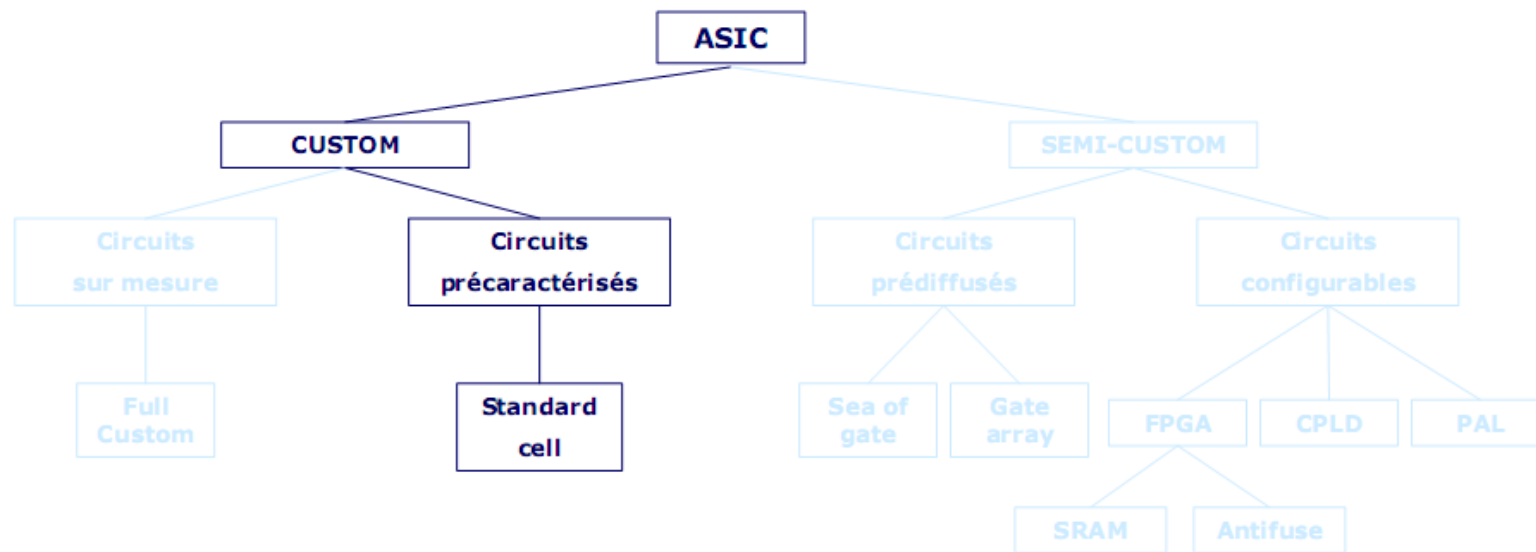 ASIC
CUSTOM
SEMI-CUSTOM
Circuits
sur mesure
Circuits
précaractérisés
Circuits
prédiffusés
Circuits
configurables
Full
Custom
Standard
cell
Sea of
gate
Gate
array
FPGA
CPLD
PAL
SRAM
Antifuse